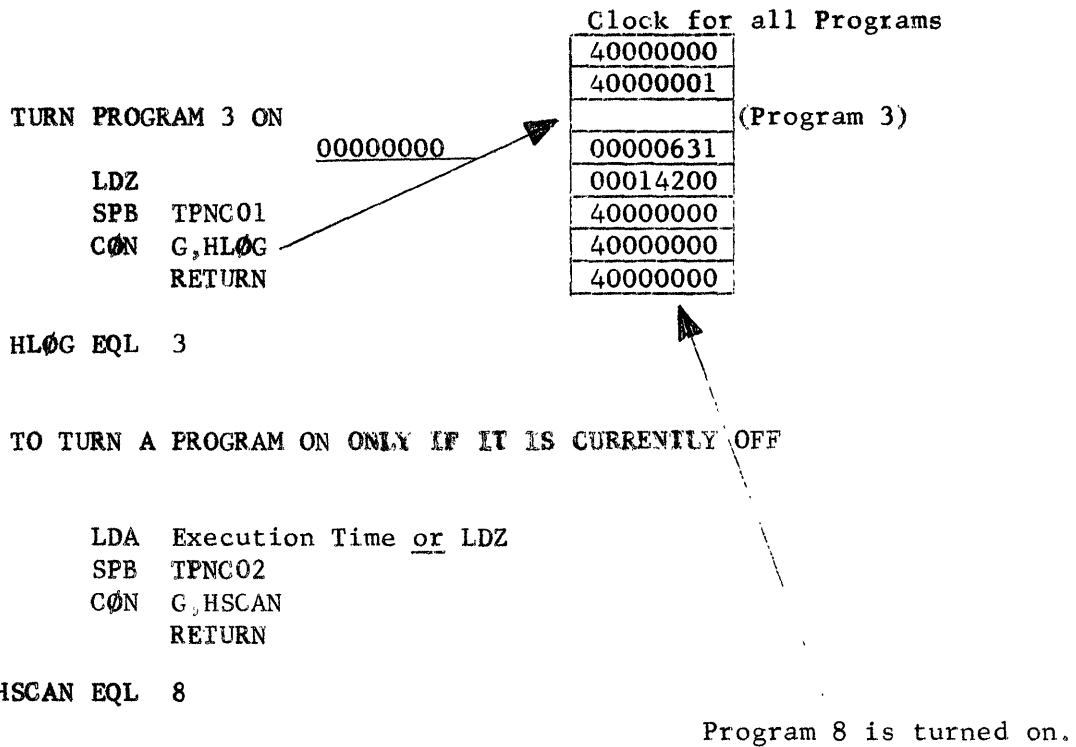 Clock for all Programs
40000000
40000001
TURN PROGRAM 3 ON
(Program 3)
00000000
00000631
LDZ
00014200
SPB TPNC01
40000000
CØN G,HLØG
40000000
RETURN
40000000
HLØG EQL 3
TO TURN A PROGRAM ON ONLY IF IT IS CURRENTLY OFF
LDA Execution Time or LDZ
SPB TPNC02
CØN G,HSCAN
RETURN
HSCAN EQL 8
Program 8 is turned on.